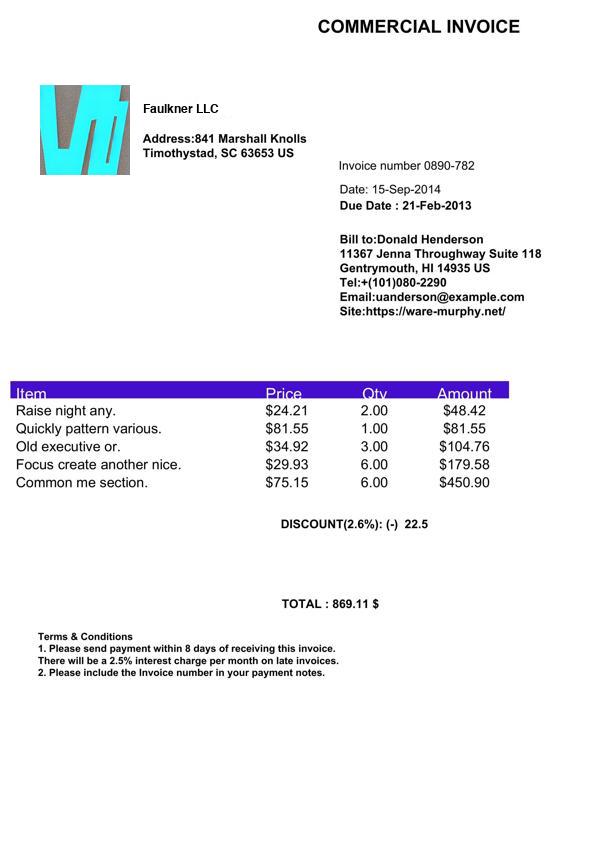 COMMERCIAL INVOICE
Faulkner LLC
Address:841 Marshall Knolls
Timothystad, SC 63653 US
Invoice number 0890-782
Date: 15-Sep-2014
Due Date : 21-Feb-2013
Bill to:Donald Henderson
11367 Jenna Throughway Suite 118
Gentrymouth, HI 14935 US
Tel:+(101)080-2290
Email:uanderson@example.com
Site:https://ware-murphy.net/
Item Price Qty Amount
Raise night any. $24.21 2.00 $48.42
Quickly pattern various. $81.55 1.00 $81.55
Old executive or. $34.92 3.00 $104.76
Focus create another nice. $29.93 6.00 $179.58
Common me section. $75.15 6.00 $450.90
DISCOUNT(2.6%): (-) 22.5
TOTAL : 869.11 $
Terms & Conditions
1. Please send payment within 8 days of receiving this invoice.
There will be a 2.5% interest charge per month on late invoices.
2. Please include the Invoice number in your payment notes.